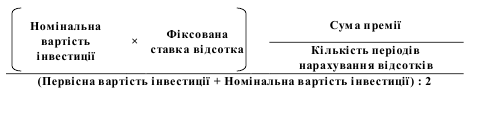 Номінальна
вартість
інвестиції
×
Фіксована
ставка відсотка
Сума премії
Кількість періодів
нарахування відсотків
(Первісна вартість інвестиції + Номінальна вартість інвестиції) : 2